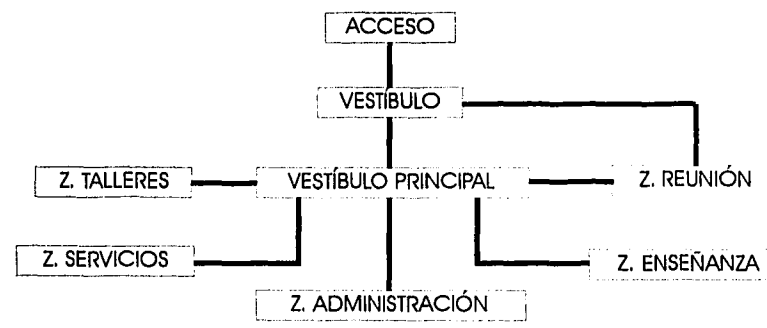 ACCESO
VESTÍBULO
Z. TALLERES
VESTÍBULO PRINCIPAL
Z. REUNIÓN
Z. SERVICIOS
Z. ENSEÑANZA
Z. ADMINISTRACIÓN